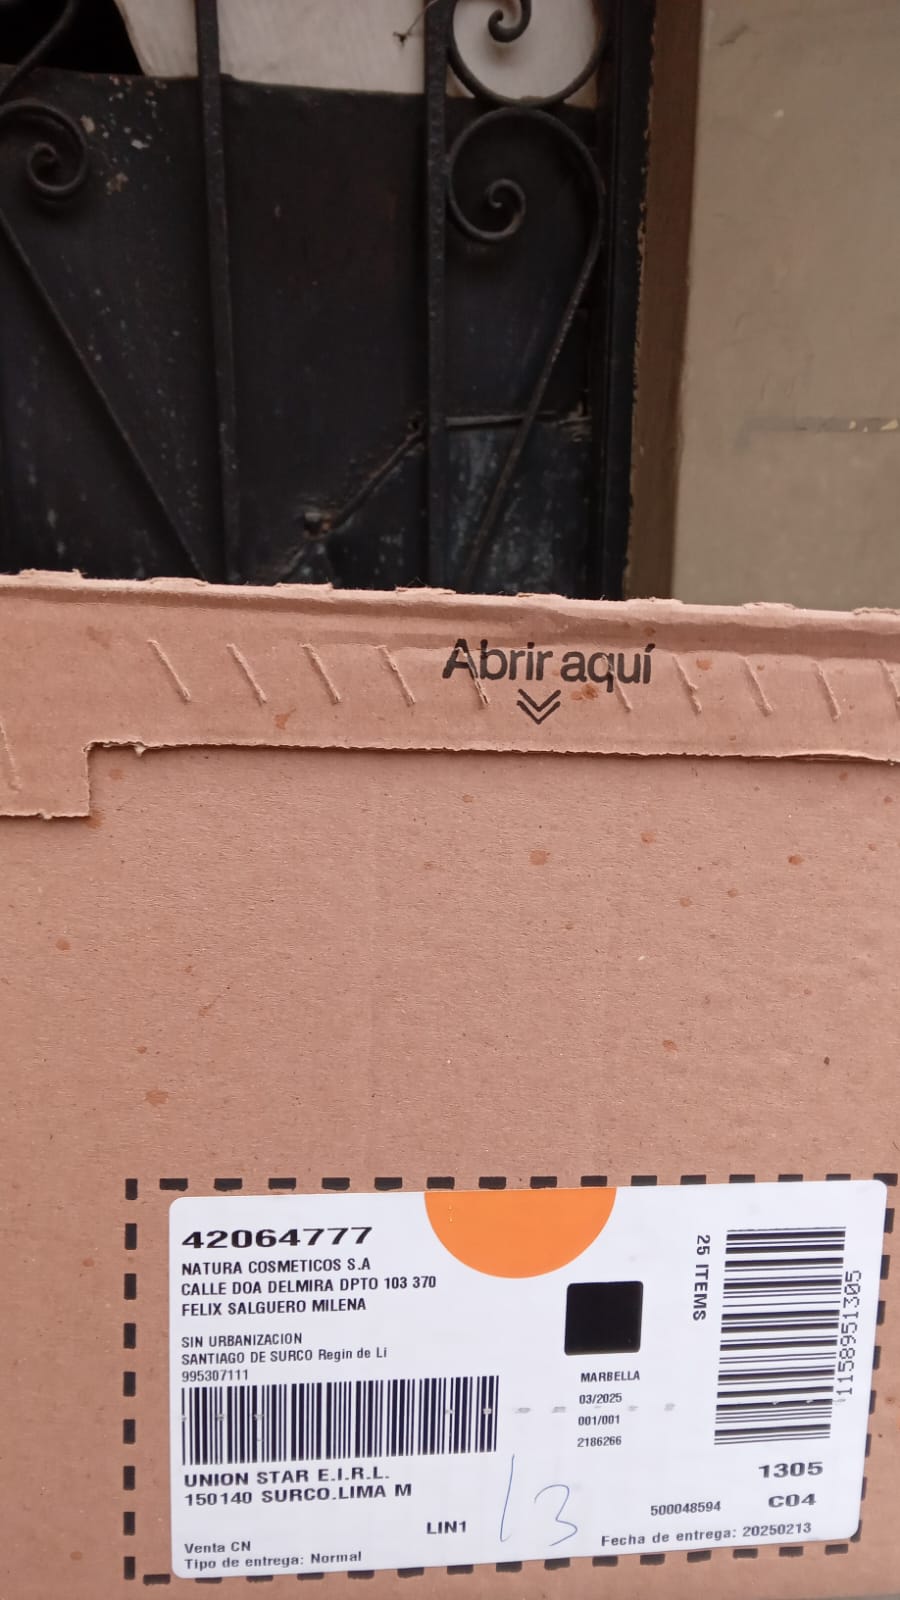 Abrir aquí
42064777
NATURA COSMETICOS S.A
CALLE DOA DELMIRA DPTO 103 370
FELIX SALGUERO MILENA
SIN URBANIZACION
SANTIAGO DE SURCO Regin de Li
995307111
UNION STAR E.I.R.L.
150140 SURCO.LIMA M
LIN1
Venta CN
Tipo de entrega: Normal
MARBELLA
03/2025
001/001
2186266
13
25 ITEMS
1158951305
1305
500048594
C04
Fecha de entrega: 20250213